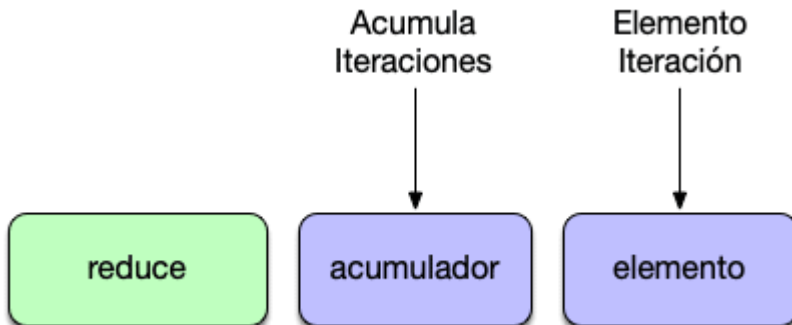 Acumula
Iteraciones
Elemento
Iteración
reduce
acumulador
elemento